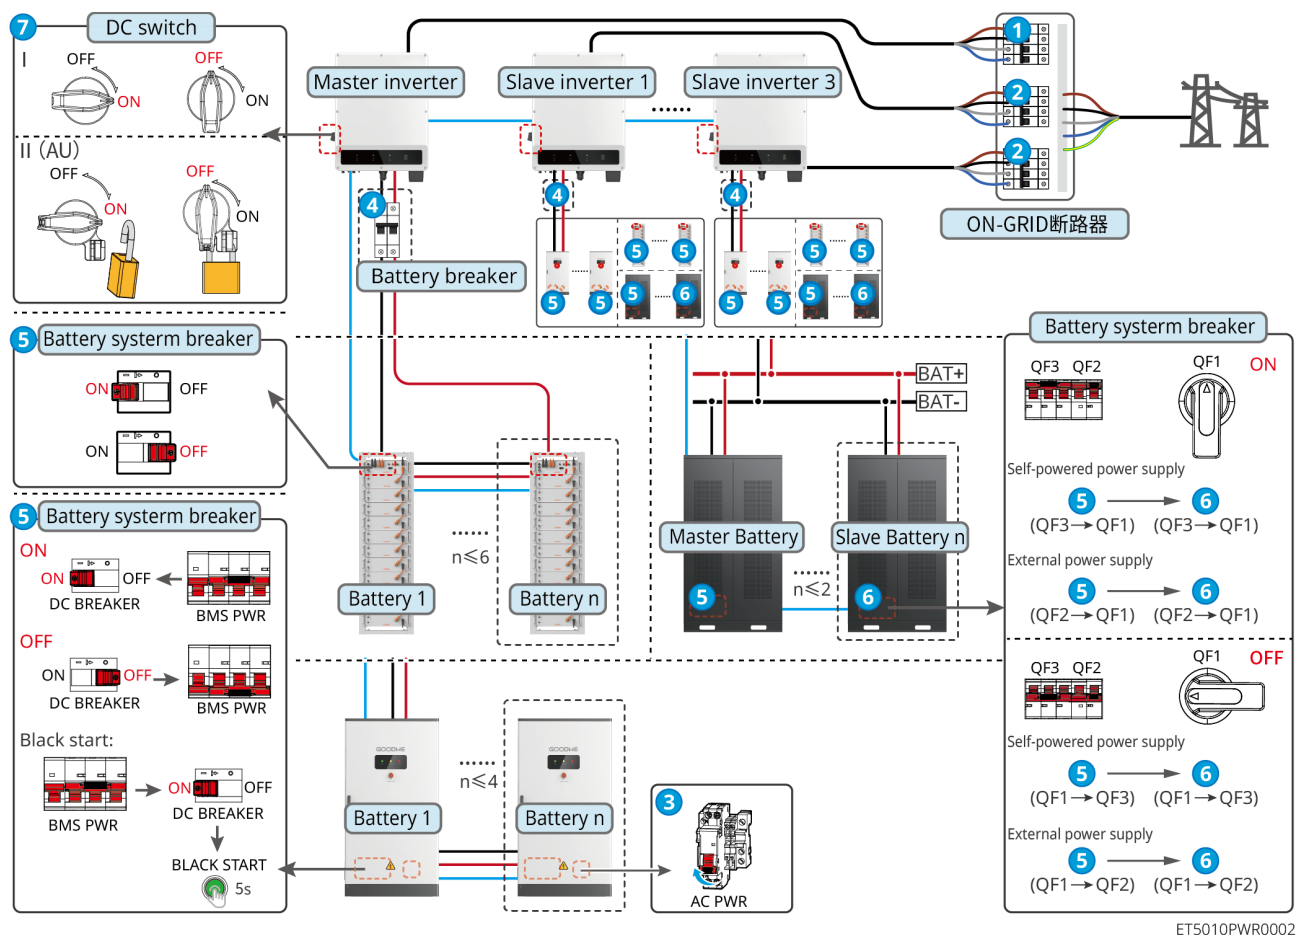 7
DC switch
I
OFF
ON
OFF
ON
II (AU)
OFF
ON
OFF
ON
Master inverter
Slave inverter 1
Slave inverter 3
1
2
2
ON-GRID断路器
4
Battery breaker
4
4
5
5
5
5
5
6
5
5
5
5
5
6
5
Battery systerm breaker
ON
OFF
ON
OFF
5
Battery systerm breaker
ON
ON
OFF
DC BREAKER
BMS PWR
OFF
ON
OFF
DC BREAKER
BMS PWR
Black start:
BMS PWR
ON
OFF
DC BREAKER
BLACK START
5s
n≤6
Battery 1
Battery n
BAT+
BAT-
Master Battery
Slave Battery n
n≤2
5
6
GOODWE
GOODWE
n≤4
Battery 1
Battery n
3
AC PWR
Battery systerm breaker
QF3
QF2
QF1
ON
Self-powered power supply
5
6
(QF3→QF1)
(QF3→QF1)
External power supply
5
6
(QF2→QF1)
(QF2→QF1)
QF3
QF2
QF1
OFF
Self-powered power supply
5
6
(QF1→QF3)
(QF1→QF3)
External power supply
5
6
(QF1→QF2)
(QF1→QF2)
ET5010PWR0002